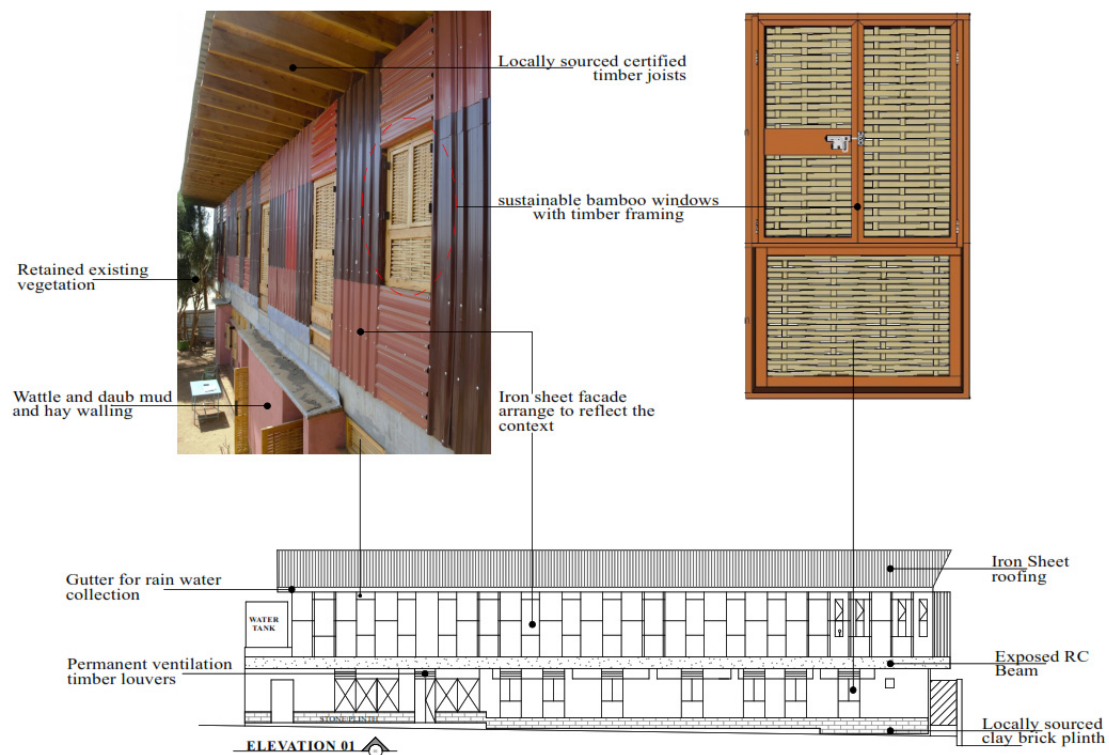 Locally sourced certified
timber joists
sustainable bamboo windows
with timber framing
Retained existing
vegetation
Wattle and daub mud
and hay walling
Iron sheet facade
arrange to reflect the
context
Gutter for rain water
collection
Iron Sheet
roofing
WATER
TANK
Permanent ventilation
timber louvers
Exposed RC
Beam
STONE PLINTH
Locally sourced
clay brick plinth
ELEVATION 01